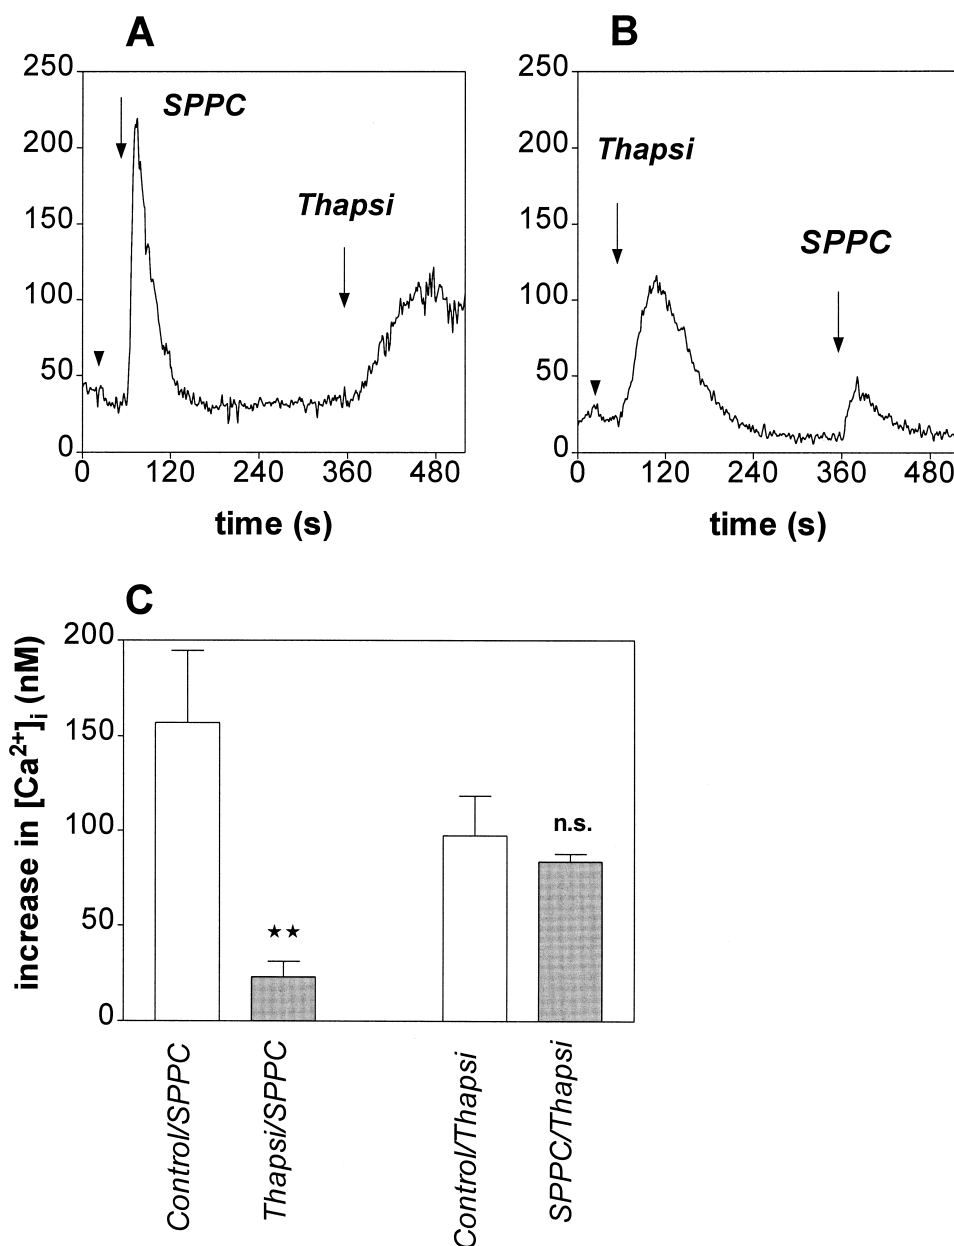 A
250
200
150
100
50
0
SPPC
Thapsi
0 120 240 360 480
time (s)
B
250
200
150
100
50
0
Thapsi
SPPC
0 120 240 360 480
time (s)
C
increase in [Ca²⁺]ᵢ (nM)
200
150
100
50
0
★★
n.s.
Control/SPPC
Thapsi/SPPC
Control/Thapsi
SPPC/Thapsi